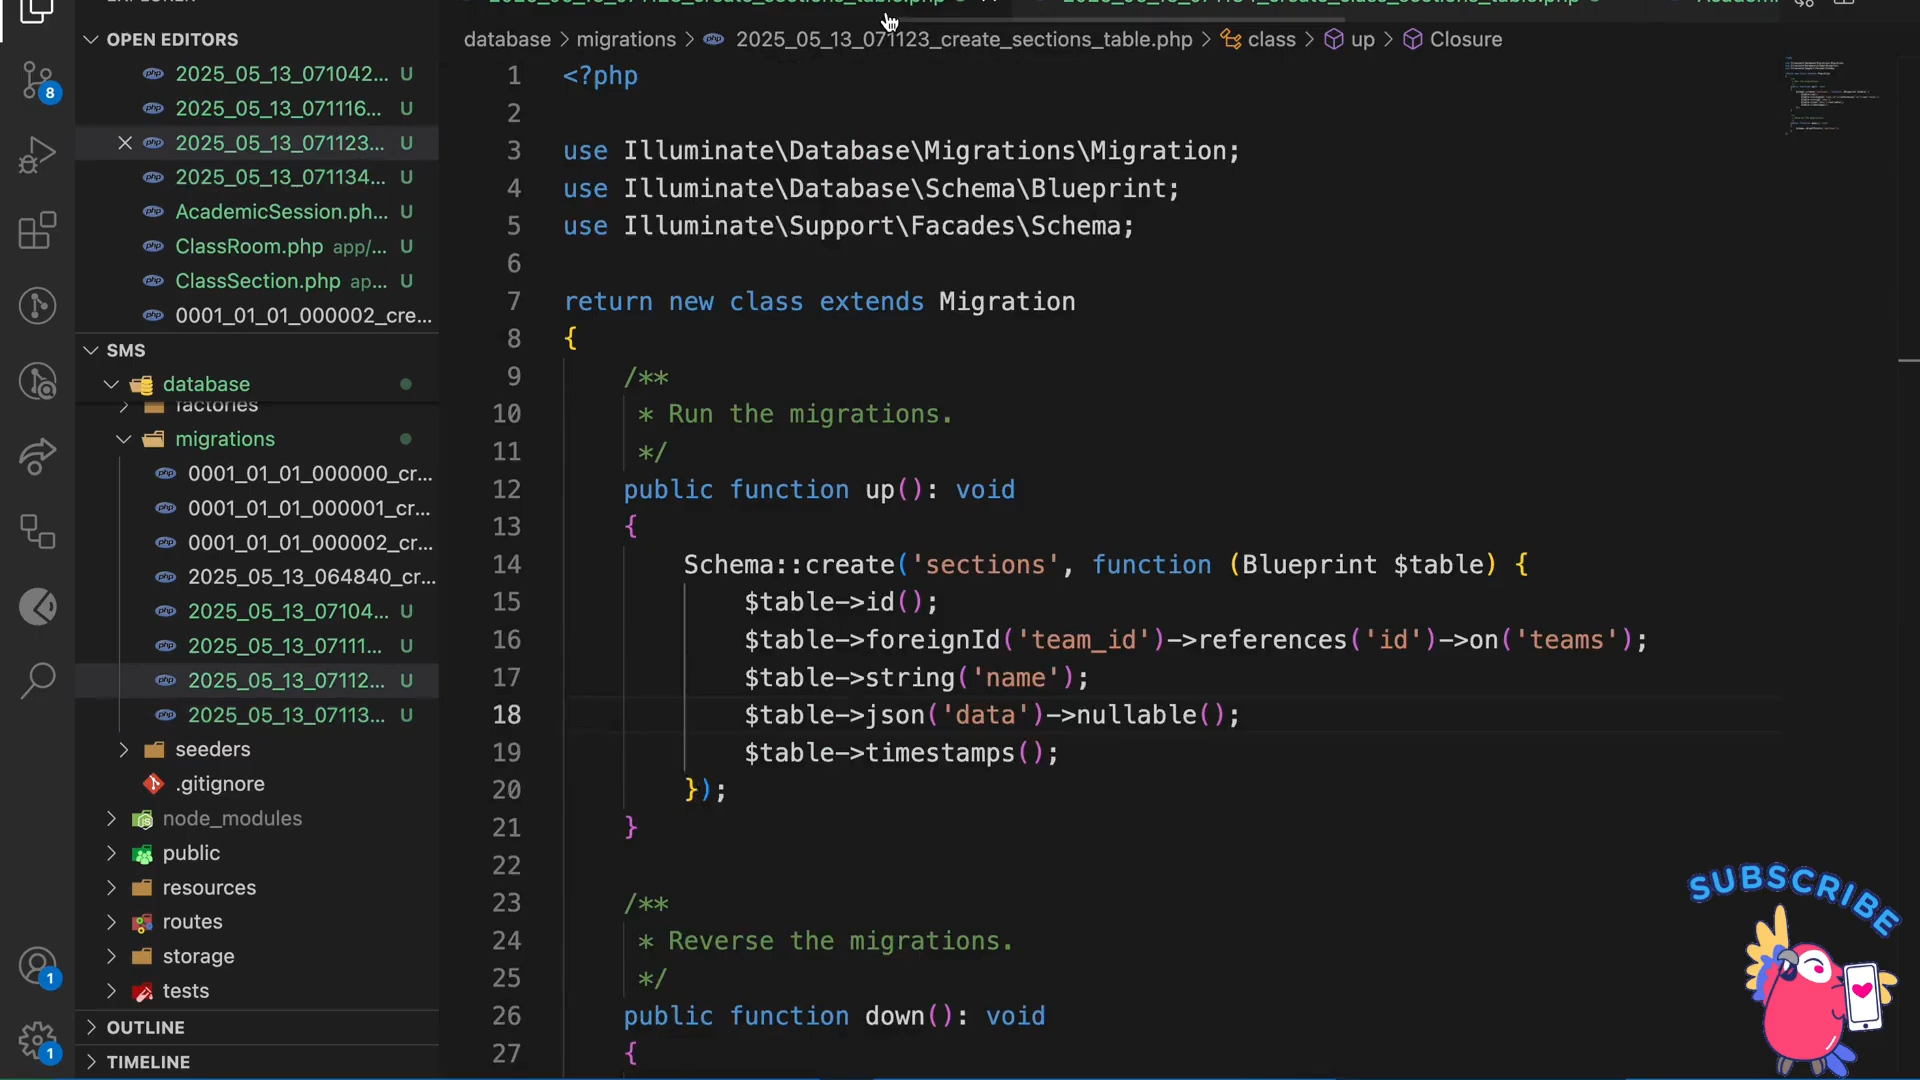 OPEN EDITORS
2025_05_13_071042... U
2025_05_13_071116... U
2025_05_13_071123... U
2025_05_13_071134... U
AcademicSession.ph... U
ClassRoom.php app/... U
ClassSection.php ap... U
0001_01_01_000002_cre...
SMS
database
factories
migrations
0001_01_01_000000_cr...
0001_01_01_000001_cr...
0001_01_01_000002_cr...
2025_05_13_064840_cr...
2025_05_13_07104... U
2025_05_13_07111... U
2025_05_13_07112... U
2025_05_13_07113... U
seeders
.gitignore
node_modules
public
resources
routes
storage
tests
OUTLINE
TIMELINE
8
1
1
database > migrations > 2025_05_13_071123_create_sections_table.php > class > up > Closure
1 <?php
2
3 use Illuminate\Database\Migrations\Migration;
4 use Illuminate\Database\Schema\Blueprint;
5 use Illuminate\Support\Facades\Schema;
6
7 return new class extends Migration
8 {
9 /**
10 * Run the migrations.
11 */
12 public function up(): void
13 {
14 Schema::create('sections', function (Blueprint $table) {
15 $table->id();
16 $table->foreignId('team_id')->references('id')->on('teams');
17 $table->string('name');
18 $table->json('data')->nullable();
19 $table->timestamps();
20 });
21 }
22
23 /**
24 * Reverse the migrations.
25 */
26 public function down(): void
27 {
SUBSCRIBE